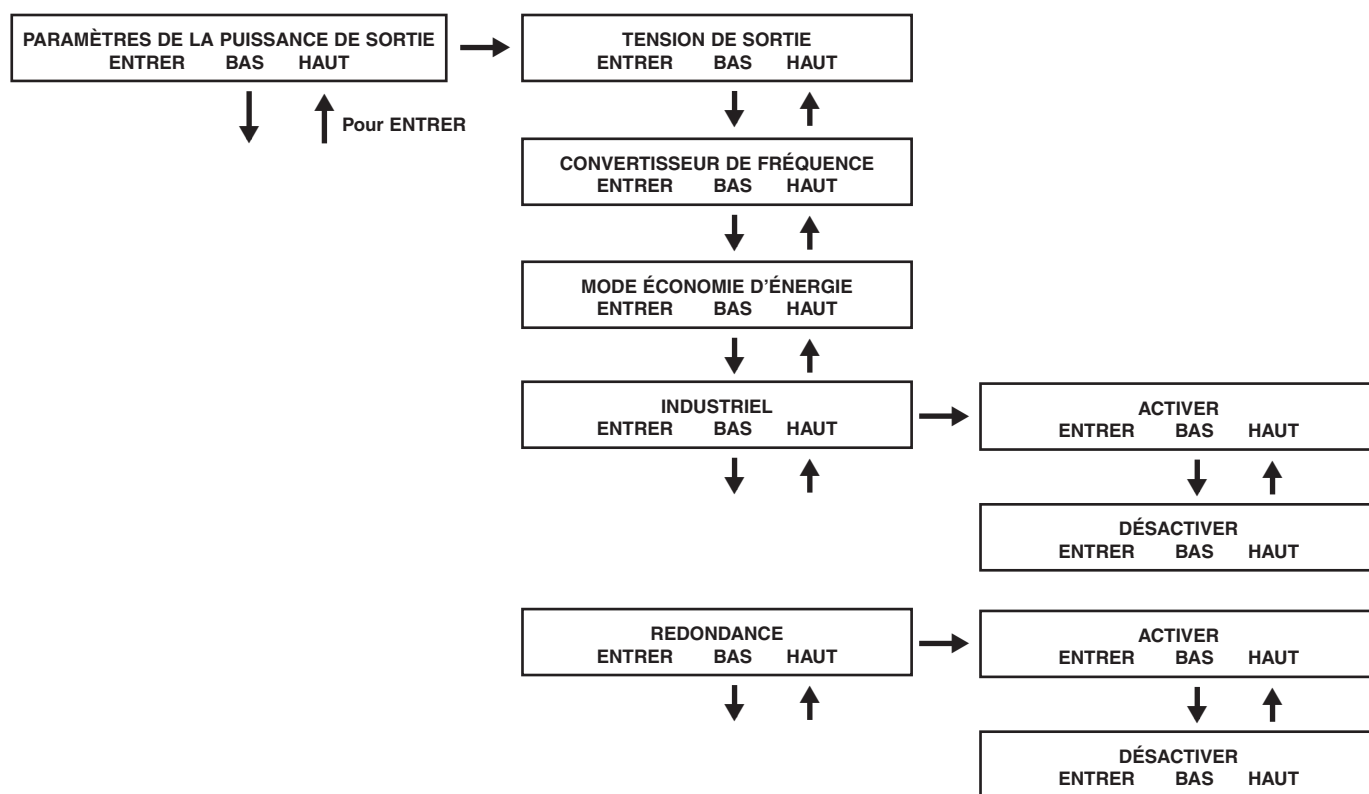 PARAMÈTRES DE LA PUISSANCE DE SORTIE
ENTRER BAS HAUT
Pour ENTRER
TENSION DE SORTIE
ENTRER BAS HAUT
CONVERTISSEUR DE FRÉQUENCE
ENTRER BAS HAUT
MODE ÉCONOMIE D'ÉNERGIE
ENTRER BAS HAUT
INDUSTRIEL
ENTRER BAS HAUT
ACTIVER
ENTRER BAS HAUT
DÉSACTIVER
ENTRER BAS HAUT
REDONDANCE
ENTRER BAS HAUT
ACTIVER
ENTRER BAS HAUT
DÉSACTIVER
ENTRER BAS HAUT